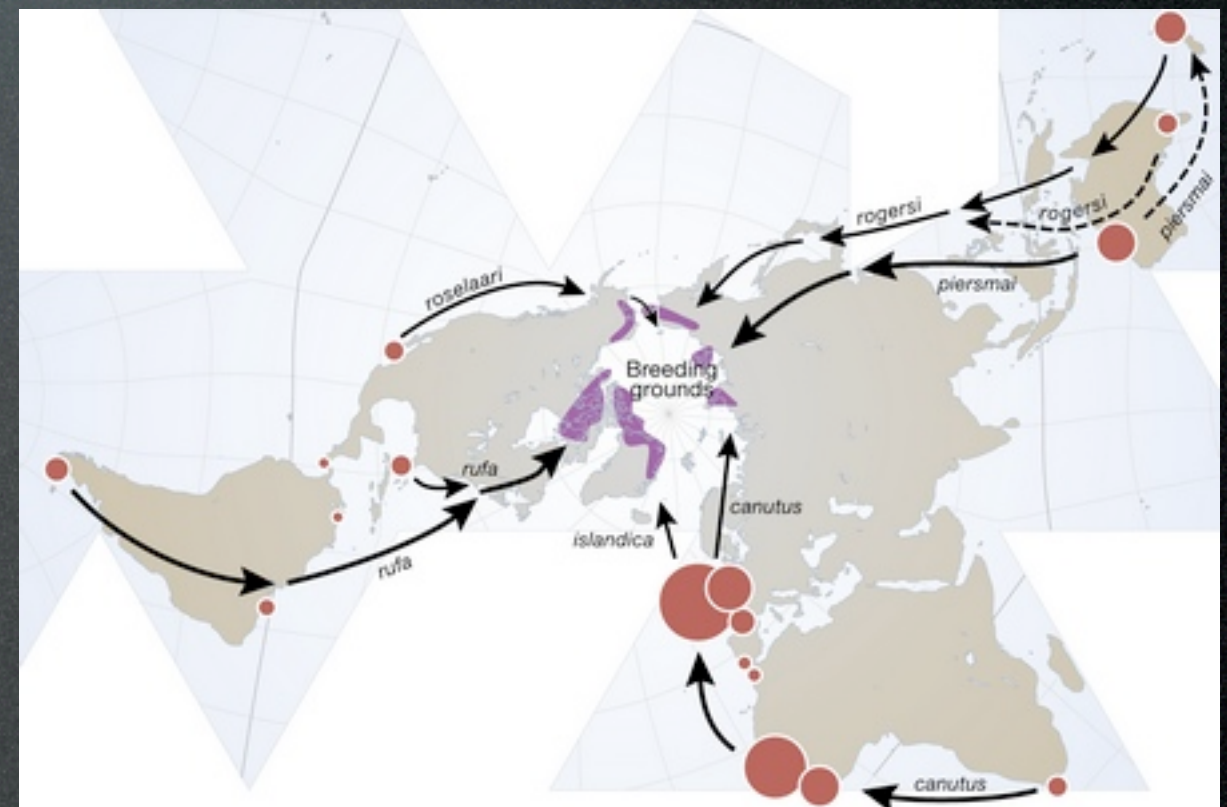 rogersi
rogersi
piersmai
piersmai
roselaari
Breeding
grounds
rufa
canutus
islandica
rufa
canutus